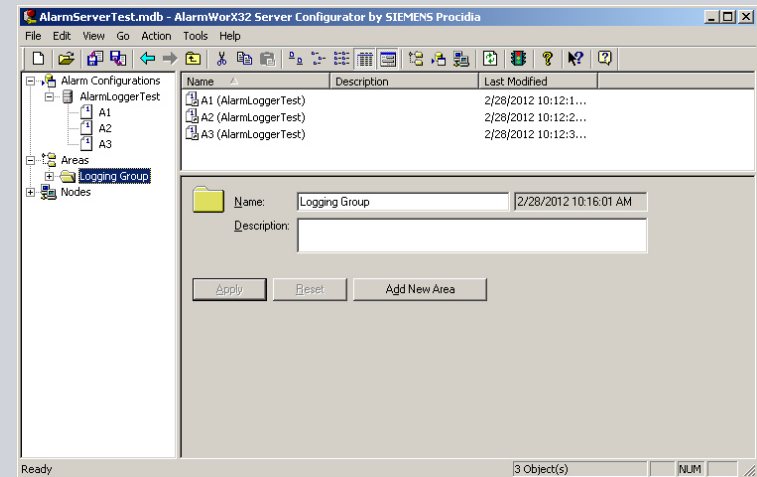 AlarmServerTest.mdb - AlarmWorX32 Server Configurator by SIEMENS Procidia
File Edit View Go Action Tools Help
Alarm Configurations
AlarmLoggerTest
A1
A2
A3
Areas
Logging Group
Nodes
Name Description Last Modified
A1 (AlarmLoggerTest) 2/28/2012 10:12:1...
A2 (AlarmLoggerTest) 2/28/2012 10:12:2...
A3 (AlarmLoggerTest) 2/28/2012 10:12:3...
Name: Logging Group 2/28/2012 10:16:01 AM
Description:
Apply Reset Add New Area
Ready 3 Object(s) NUM